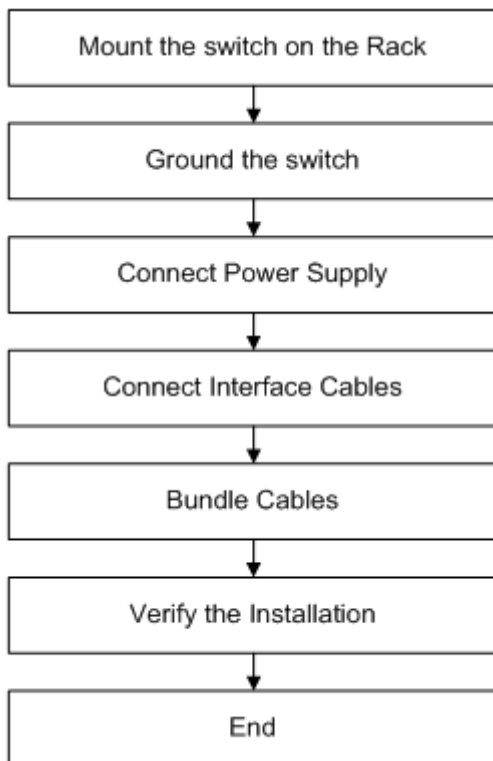 Mount the switch on the Rack
Ground the switch
Connect Power Supply
Connect Interface Cables
Bundle Cables
Verify the Installation
End